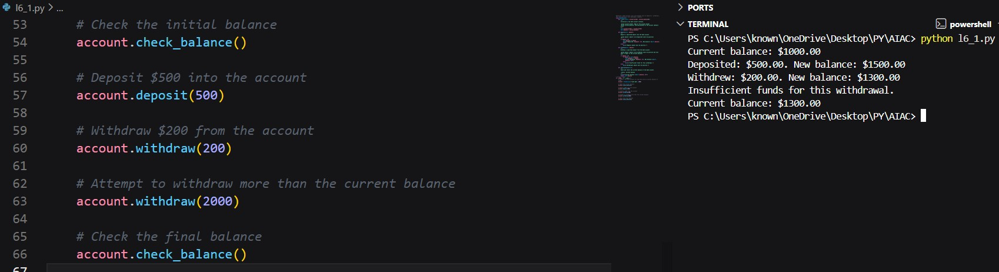 l6_1.py > ...
53 # Check the initial balance
54 account.check_balance()
55
56 # Deposit $500 into the account
57 account.deposit(500)
58
59 # Withdraw $200 from the account
60 account.withdraw(200)
61
62 # Attempt to withdraw more than the current balance
63 account.withdraw(2000)
64
65 # Check the final balance
66 account.check_balance()
67
PORTS
TERMINAL
powershell
PS C:\Users\known\OneDrive\Desktop\PY\AIAC> python l6_1.py
Current balance: $1000.00
Deposited: $500.00. New balance: $1500.00
Withdrew: $200.00. New balance: $1300.00
Insufficient funds for this withdrawal.
Current balance: $1300.00
PS C:\Users\known\OneDrive\Desktop\PY\AIAC>